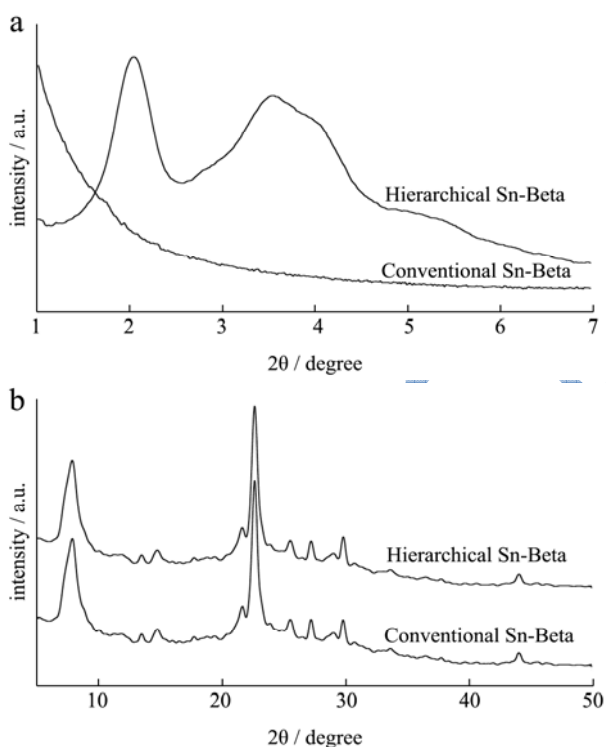 a
intensity / a.u.
Hierarchical Sn-Beta
Conventional Sn-Beta
1 2 3 4 5 6 7
2θ / degree
b
intensity / a.u.
Hierarchical Sn-Beta
Conventional Sn-Beta
10 20 30 40 50
2θ / degree